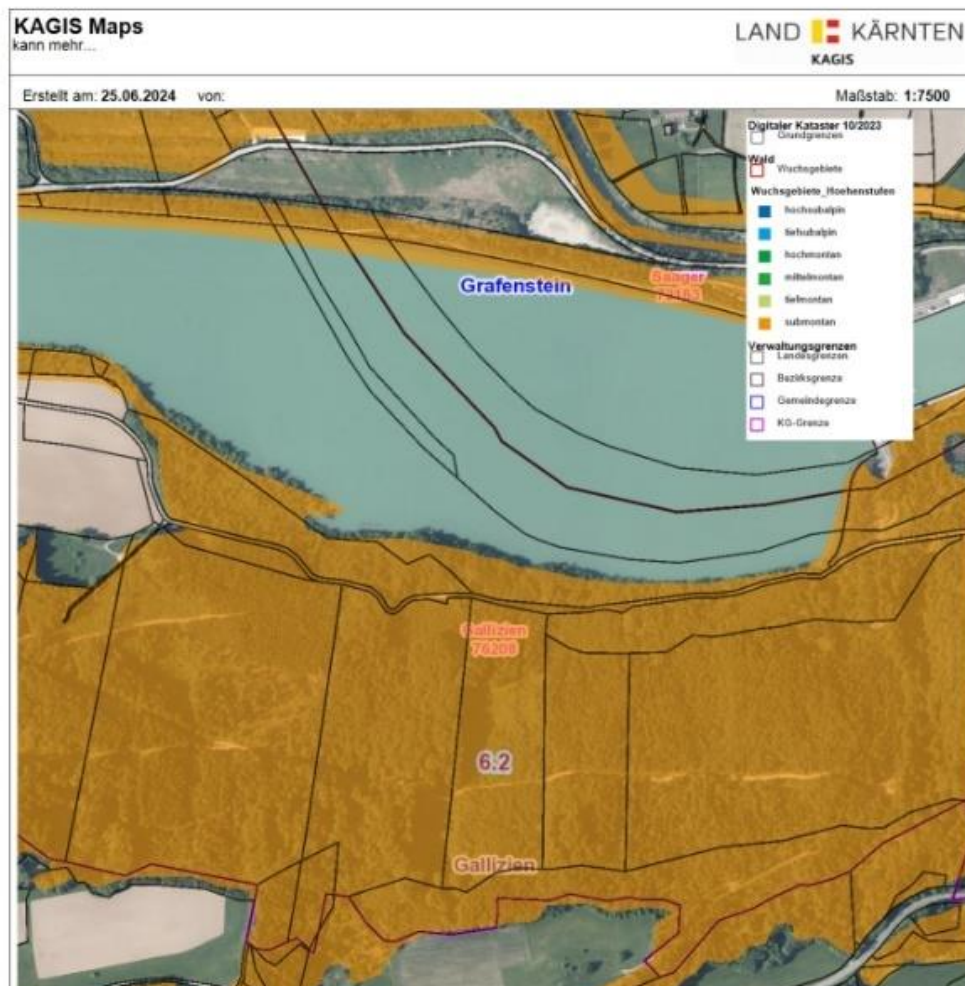 KAGIS Maps
kann mehr...
LAND KÄRNTEN
KAGIS
Erstellt am: 25.06.2024 von:
Maßstab: 1:7500
Digitaler Kataster 10/2023
Grundgrenzen
Wald
Wuchsgebiete
Wuchsgebiete_Hoehenstufen
hochsubalpin
tiefsubalpin
hochmontan
mittelmontan
tiefmontan
submontan
Verwaltungsgrenzen
Landesgrenzen
Bezirksgrenze
Gemeindegrenze
KG-Grenze
Grafenstein
Saager
Gallizien
76208
6.2
Gallizien